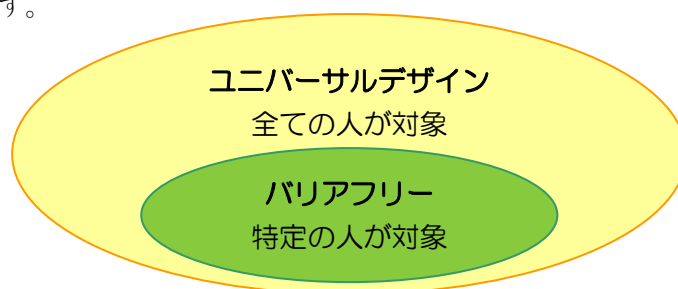 す。
ユニバーサルデザイン
全ての人が対象
バリアフリー
特定の人が対象